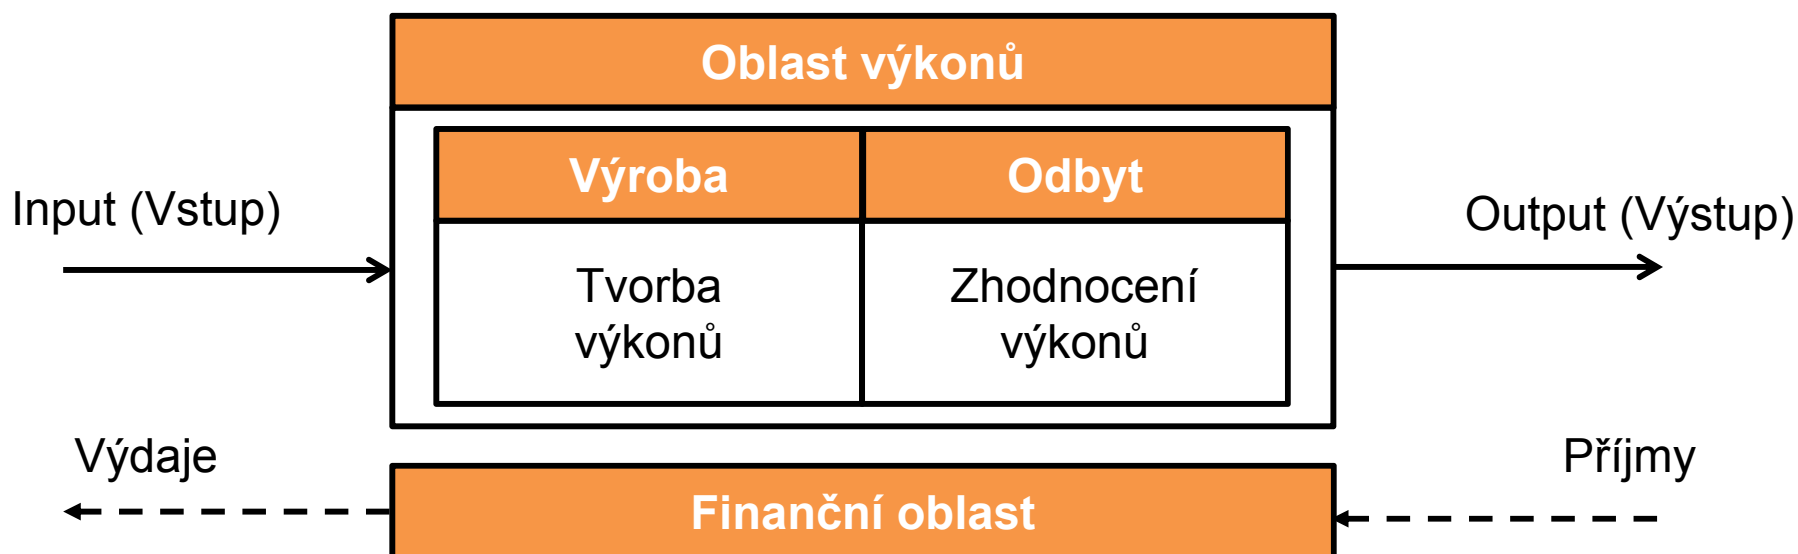 Oblast výkonů
Výroba
Odbyt
Input (Vstup)
Output (Výstup)
Tvorba
výkonů
Zhodnocení
výkonů
Výdaje
Příjmy
Finanční oblast